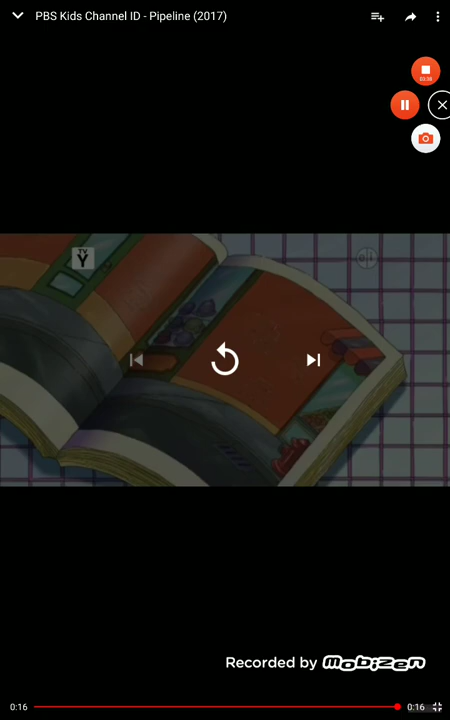 PBS Kids Channel ID - Pipeline (2017)
03:38
TV
Y
Recorded by mobizen
0:16
0:16